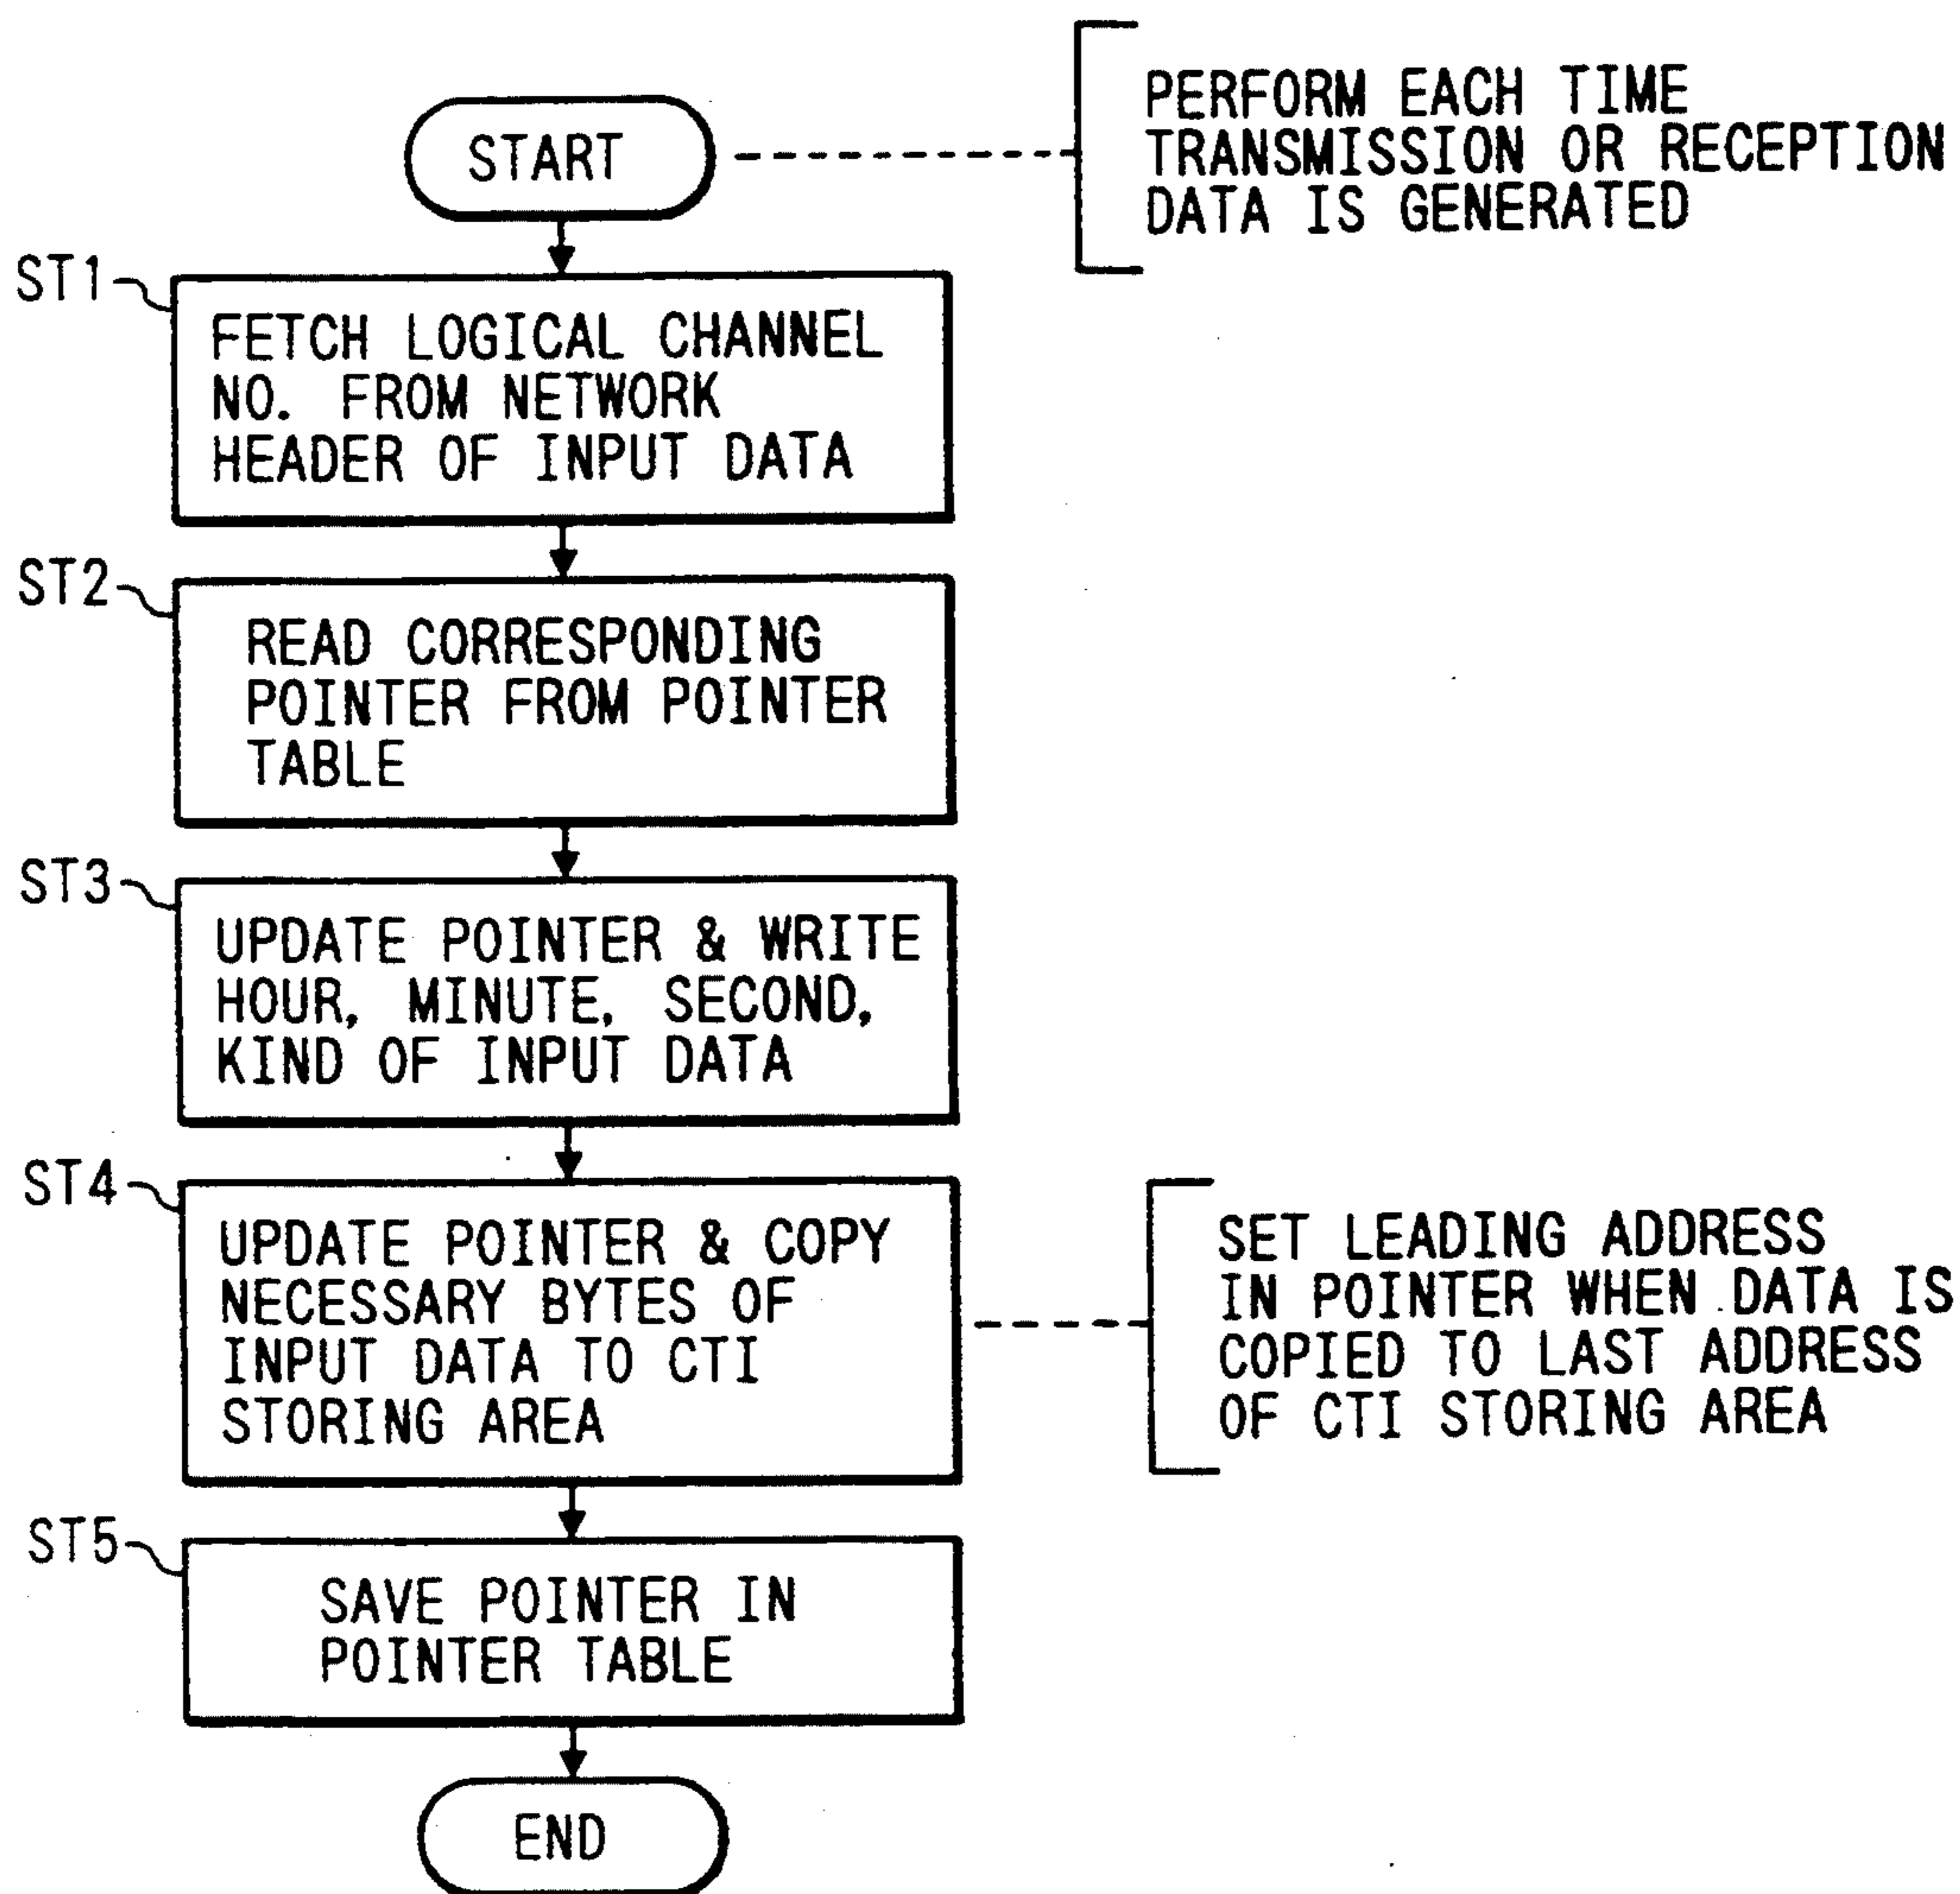 START
PERFORM EACH TIME
TRANSMISSION OR RECEPTION
DATA IS GENERATED
ST1
FETCH LOGICAL CHANNEL
NO. FROM NETWORK
HEADER OF INPUT DATA
ST2
READ CORRESPONDING
POINTER FROM POINTER
TABLE
ST3
UPDATE POINTER & WRITE
HOUR, MINUTE, SECOND,
KIND OF INPUT DATA
ST4
UPDATE POINTER & COPY
NECESSARY BYTES OF
INPUT DATA TO CTI
STORING AREA
SET LEADING ADDRESS
IN POINTER WHEN DATA IS
COPIED TO LAST ADDRESS
OF CTI STORING AREA
ST5
SAVE POINTER IN
POINTER TABLE
END